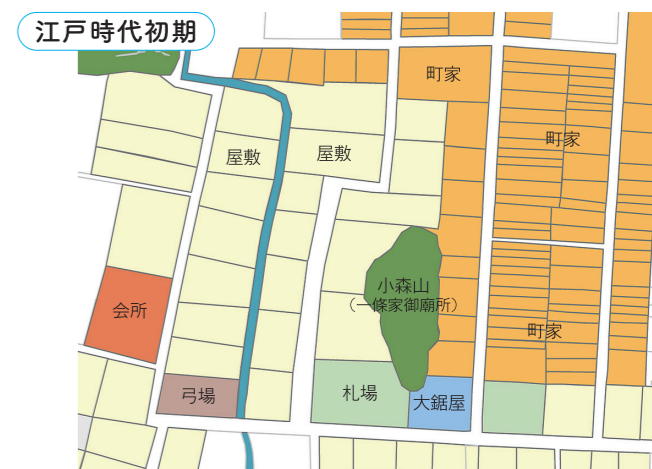 江戸時代初期
町家
町家
屋敷
屋敷
小森山
（一條家御廟所）
会所
町家
弓場
札場
大鋸屋